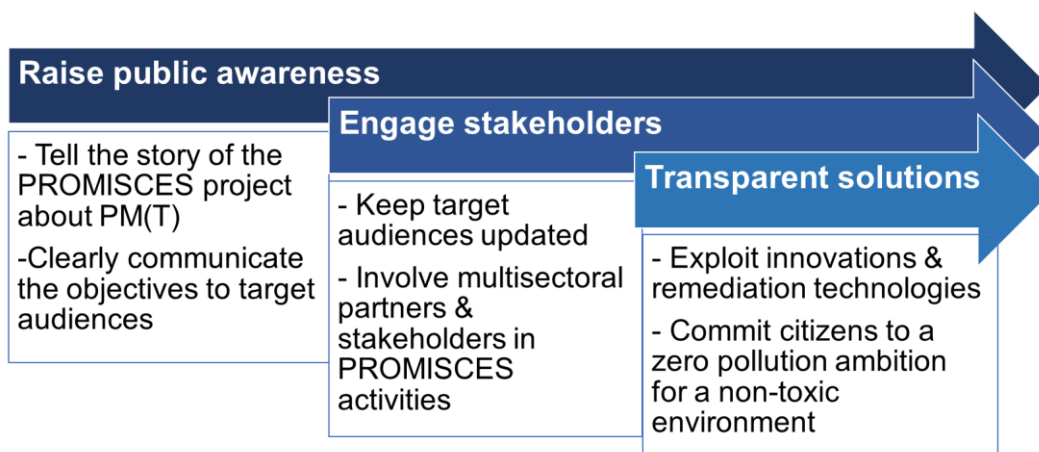 Raise public awareness
- Tell the story of the
PROMISCES project
about PM(T)
-Clearly communicate
the objectives to target
audiences
Engage stakeholders
- Keep target
audiences updated
- Involve multisectoral
partners &
stakeholders in
PROMISCES
activities
Transparent solutions
- Exploit innovations &
remediation technologies
- Commit citizens to a
zero pollution ambition
for a non-toxic
environment